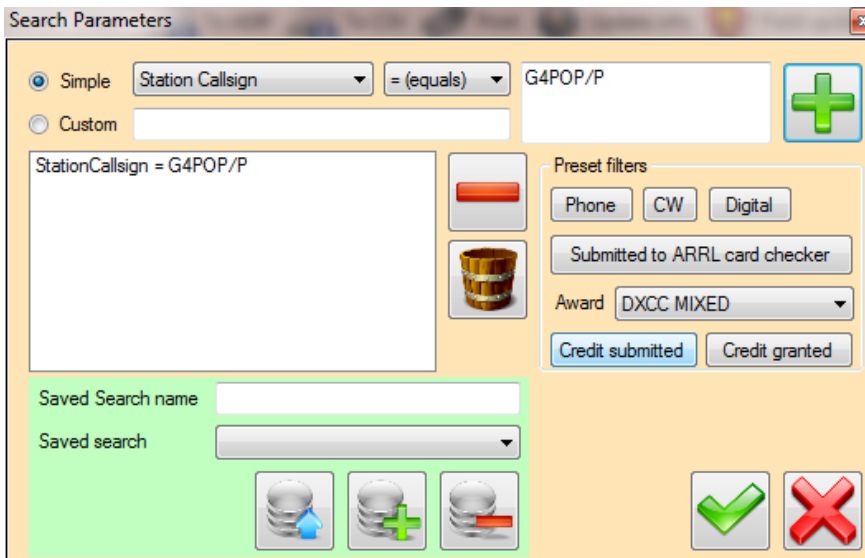 Search Parameters
Simple Station Callsign = (equals) G4POP/P
Custom
StationCallsign = G4POP/P
Preset filters
Phone CW Digital
Submitted to ARRL card checker
Award DXCC MIXED
Credit submitted Credit granted
Saved Search name
Saved search